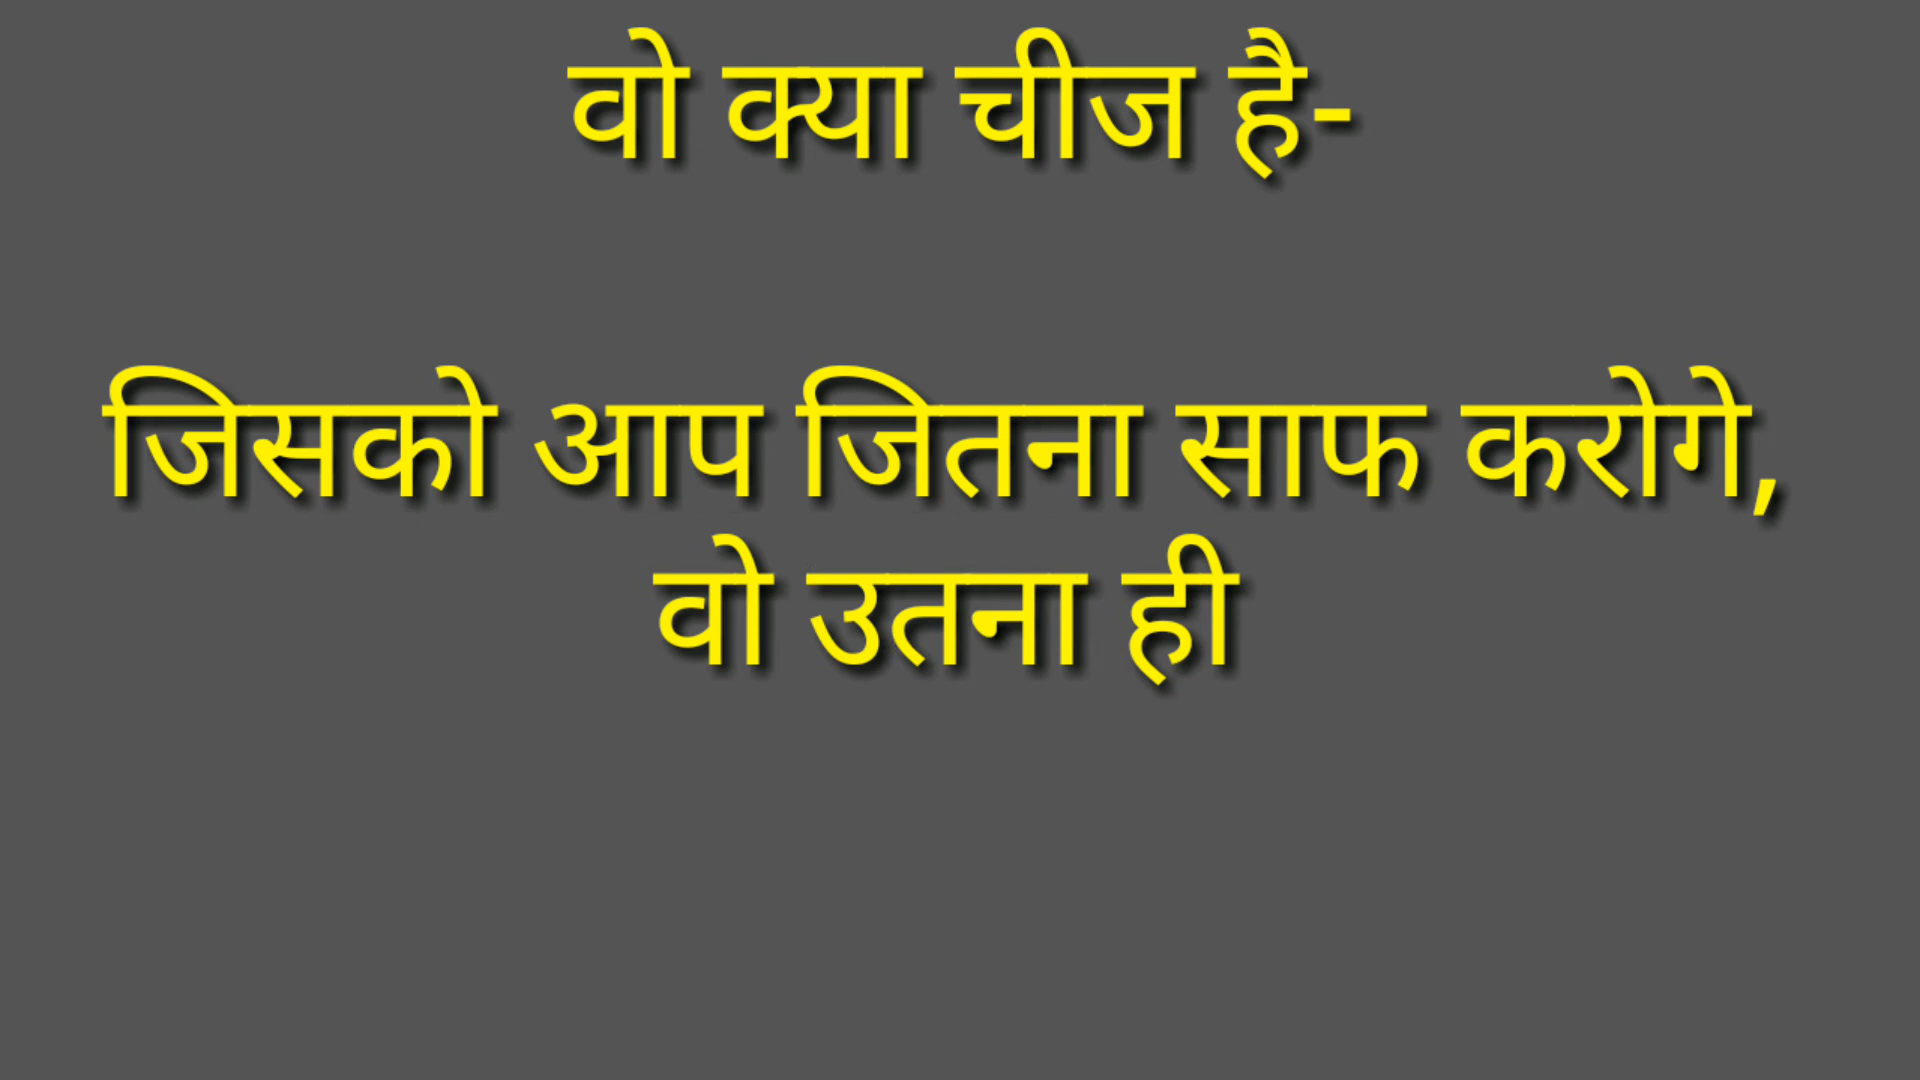 वो क्या चीज है-
जिसको आप जितना साफ करोगे,
वो उतना ही